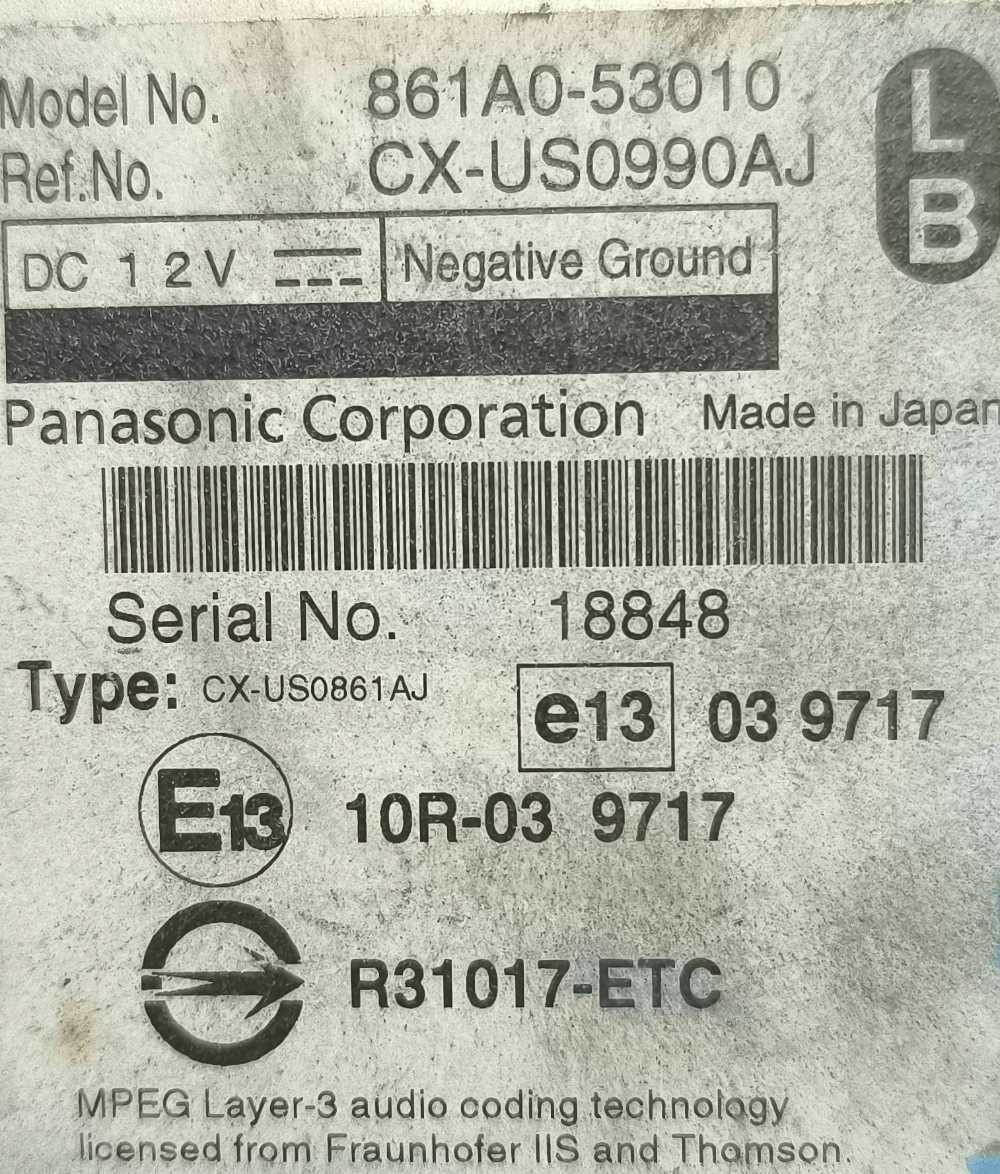 Model No. 861A0-53010
Ref.No. CX-US0990AJ
L
B
DC 12V Negative Ground
Panasonic Corporation Made in Japan
Serial No. 18848
Type: CX-US0861AJ e13 03 9717
E13 10R-03 9717
R31017-ETC
MPEG Layer-3 audio coding technology
licensed from Fraunhofer IIS and Thomson.